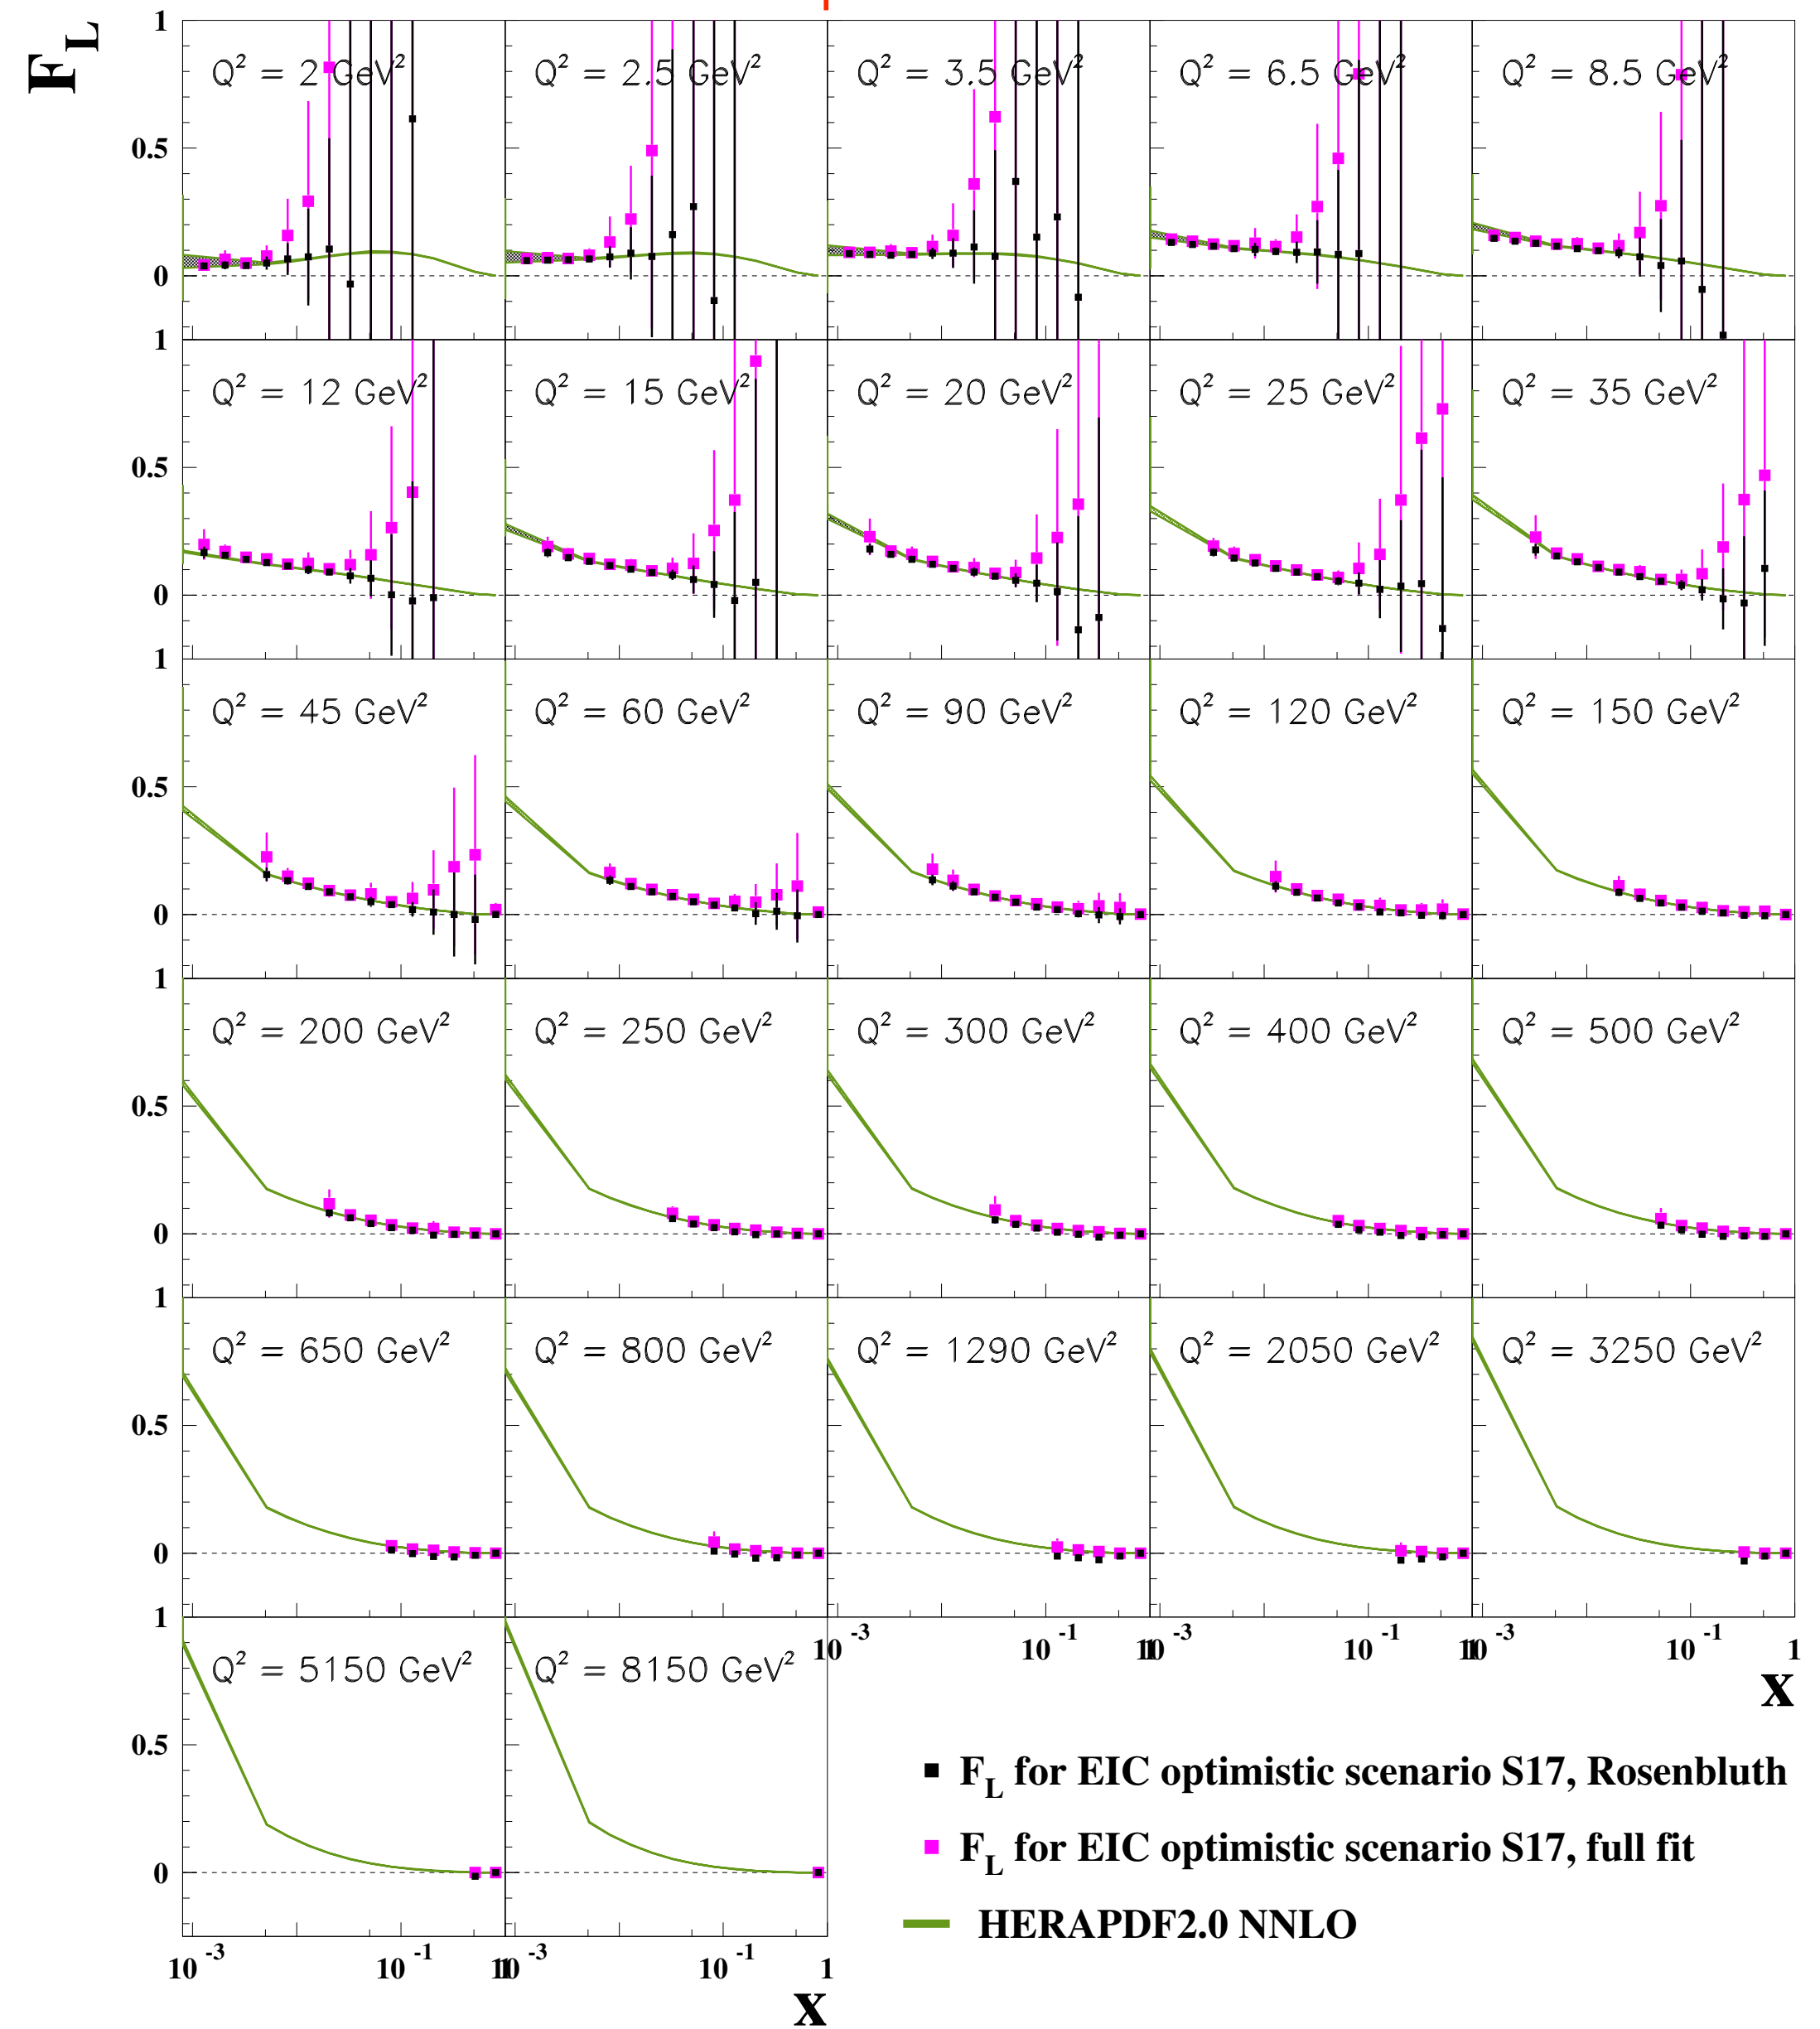 F_L
1 Q² = 2 GeV² Q² = 2.5 GeV² Q² = 3.5 GeV² Q² = 6.5 GeV² Q² = 8.5 GeV²
0.5
0
1 Q² = 12 GeV² Q² = 15 GeV² Q² = 20 GeV² Q² = 25 GeV² Q² = 35 GeV²
0.5
0
1 Q² = 45 GeV² Q² = 60 GeV² Q² = 90 GeV² Q² = 120 GeV² Q² = 150 GeV²
0.5
0
1 Q² = 200 GeV² Q² = 250 GeV² Q² = 300 GeV² Q² = 400 GeV² Q² = 500 GeV²
0.5
0
1 Q² = 650 GeV² Q² = 800 GeV² Q² = 1290 GeV² Q² = 2050 GeV² Q² = 3250 GeV²
0.5
0
1 Q² = 5150 GeV² Q² = 8150 GeV²
10⁻³ 10⁻¹ 1 10⁻³ 10⁻¹ 1 10⁻³ 10⁻¹ 1
x
0.5
0
F_L for EIC optimistic scenario S17, Rosenbluth
F_L for EIC optimistic scenario S17, full fit
HERAPDF2.0 NNLO
10⁻³ 10⁻¹ 1 10⁻³ 10⁻¹ 1
x